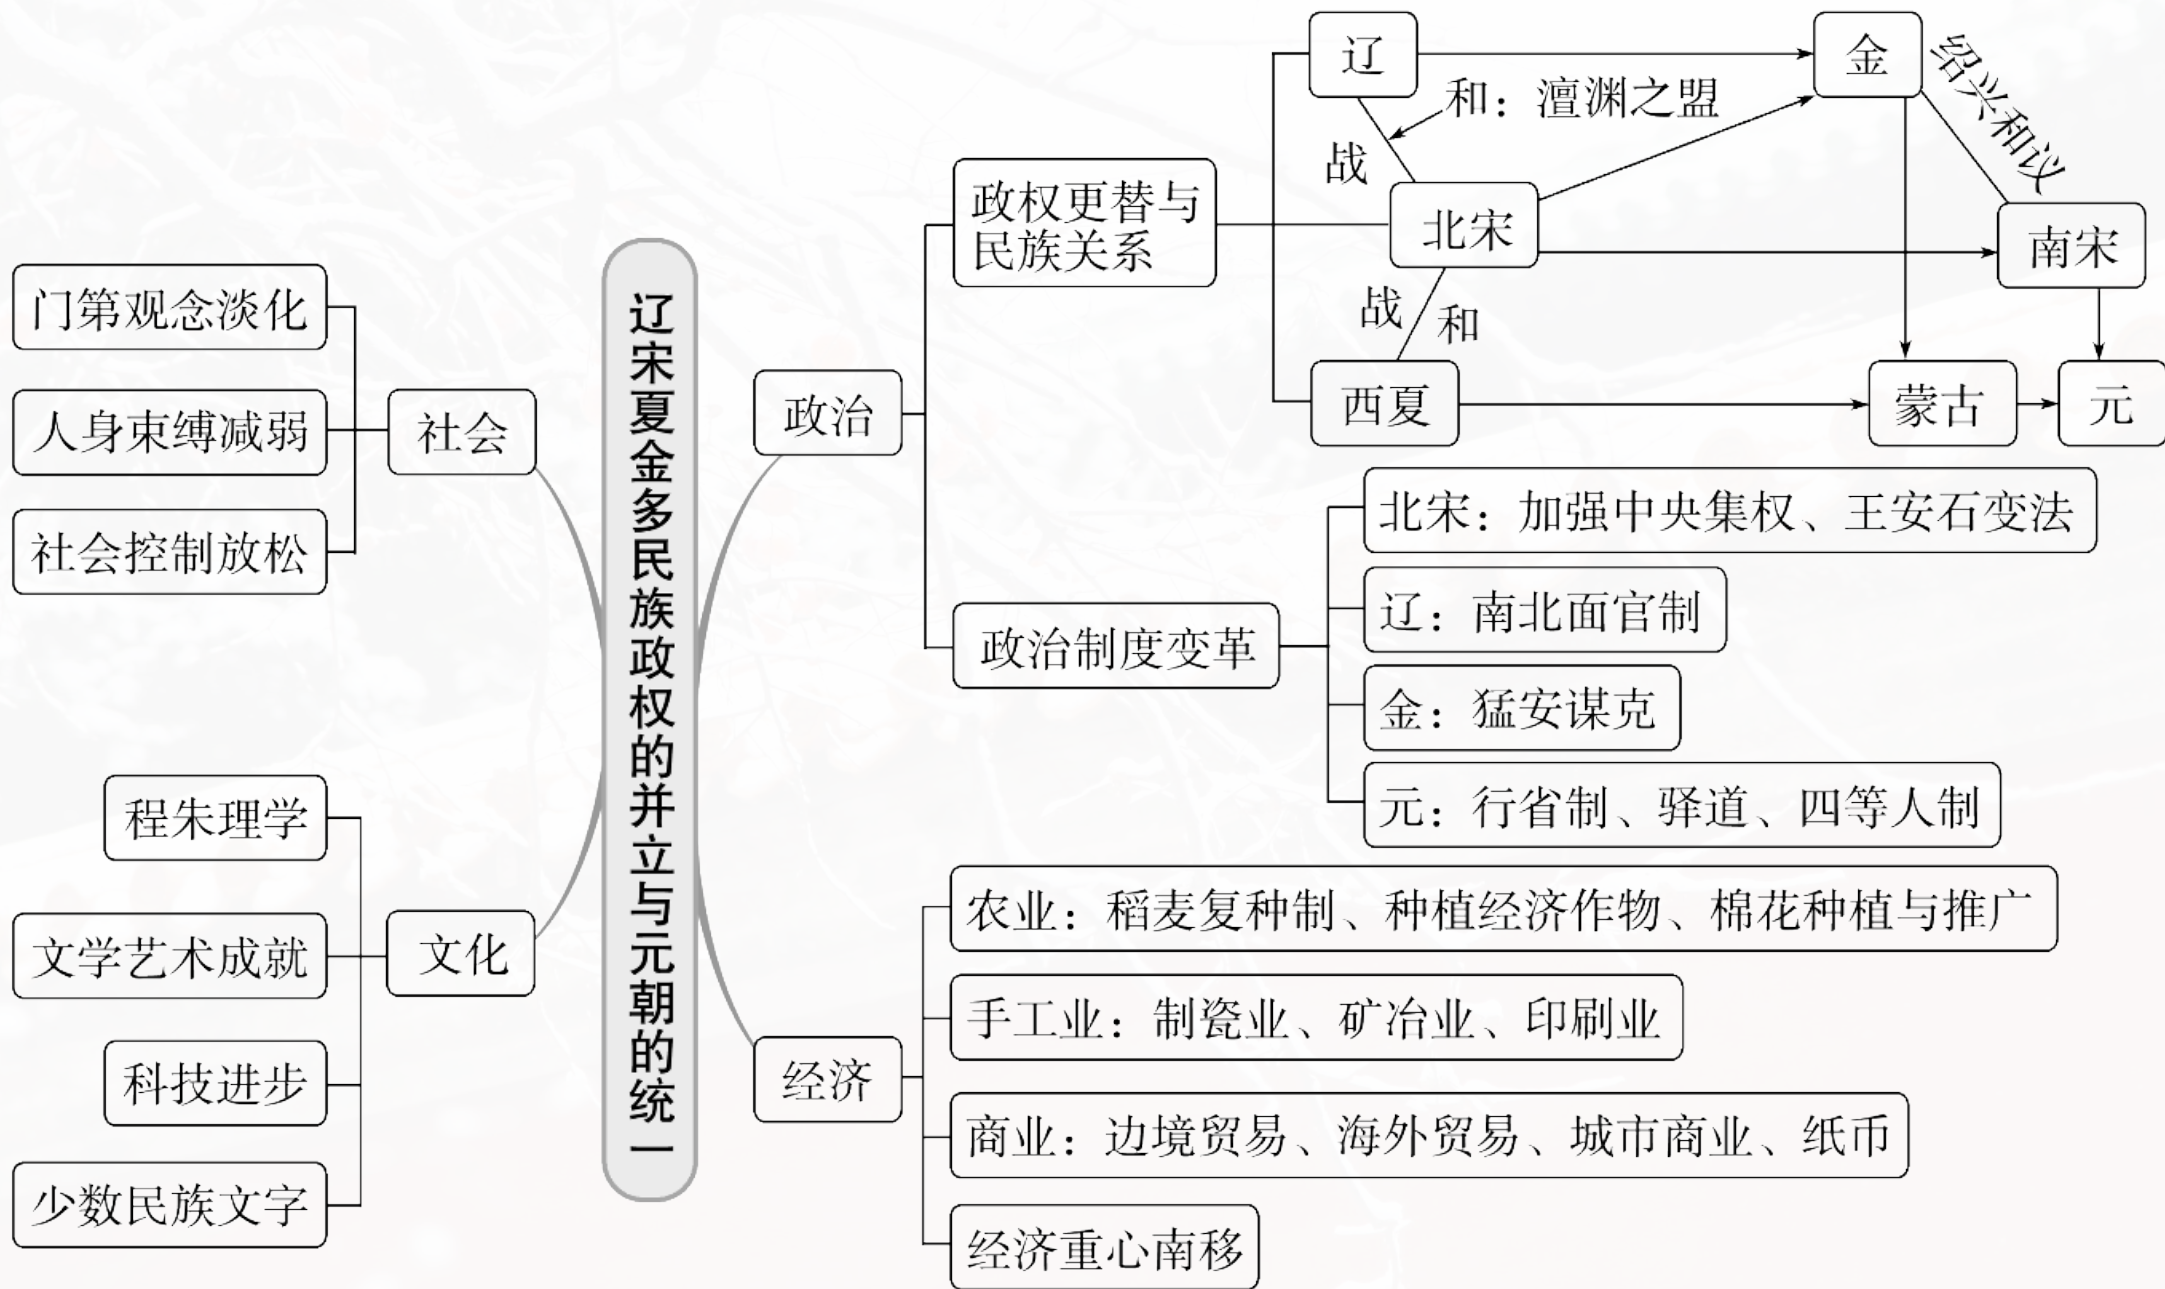 辽宋夏金多民族政权的并立与元朝的统一
政治
政权更替与
民族关系
辽
金
和：澶渊之盟
绍兴和议
战
北宋
南宋
战
和
西夏
蒙古
元
政治制度变革
北宋：加强中央集权、王安石变法
辽：南北面官制
金：猛安谋克
元：行省制、驿道、四等人制
经济
农业：稻麦复种制、种植经济作物、棉花种植与推广
手工业：制瓷业、矿冶业、印刷业
商业：边境贸易、海外贸易、城市商业、纸币
经济重心南移
社会
门第观念淡化
人身束缚减弱
社会控制放松
文化
程朱理学
文学艺术成就
科技进步
少数民族文字